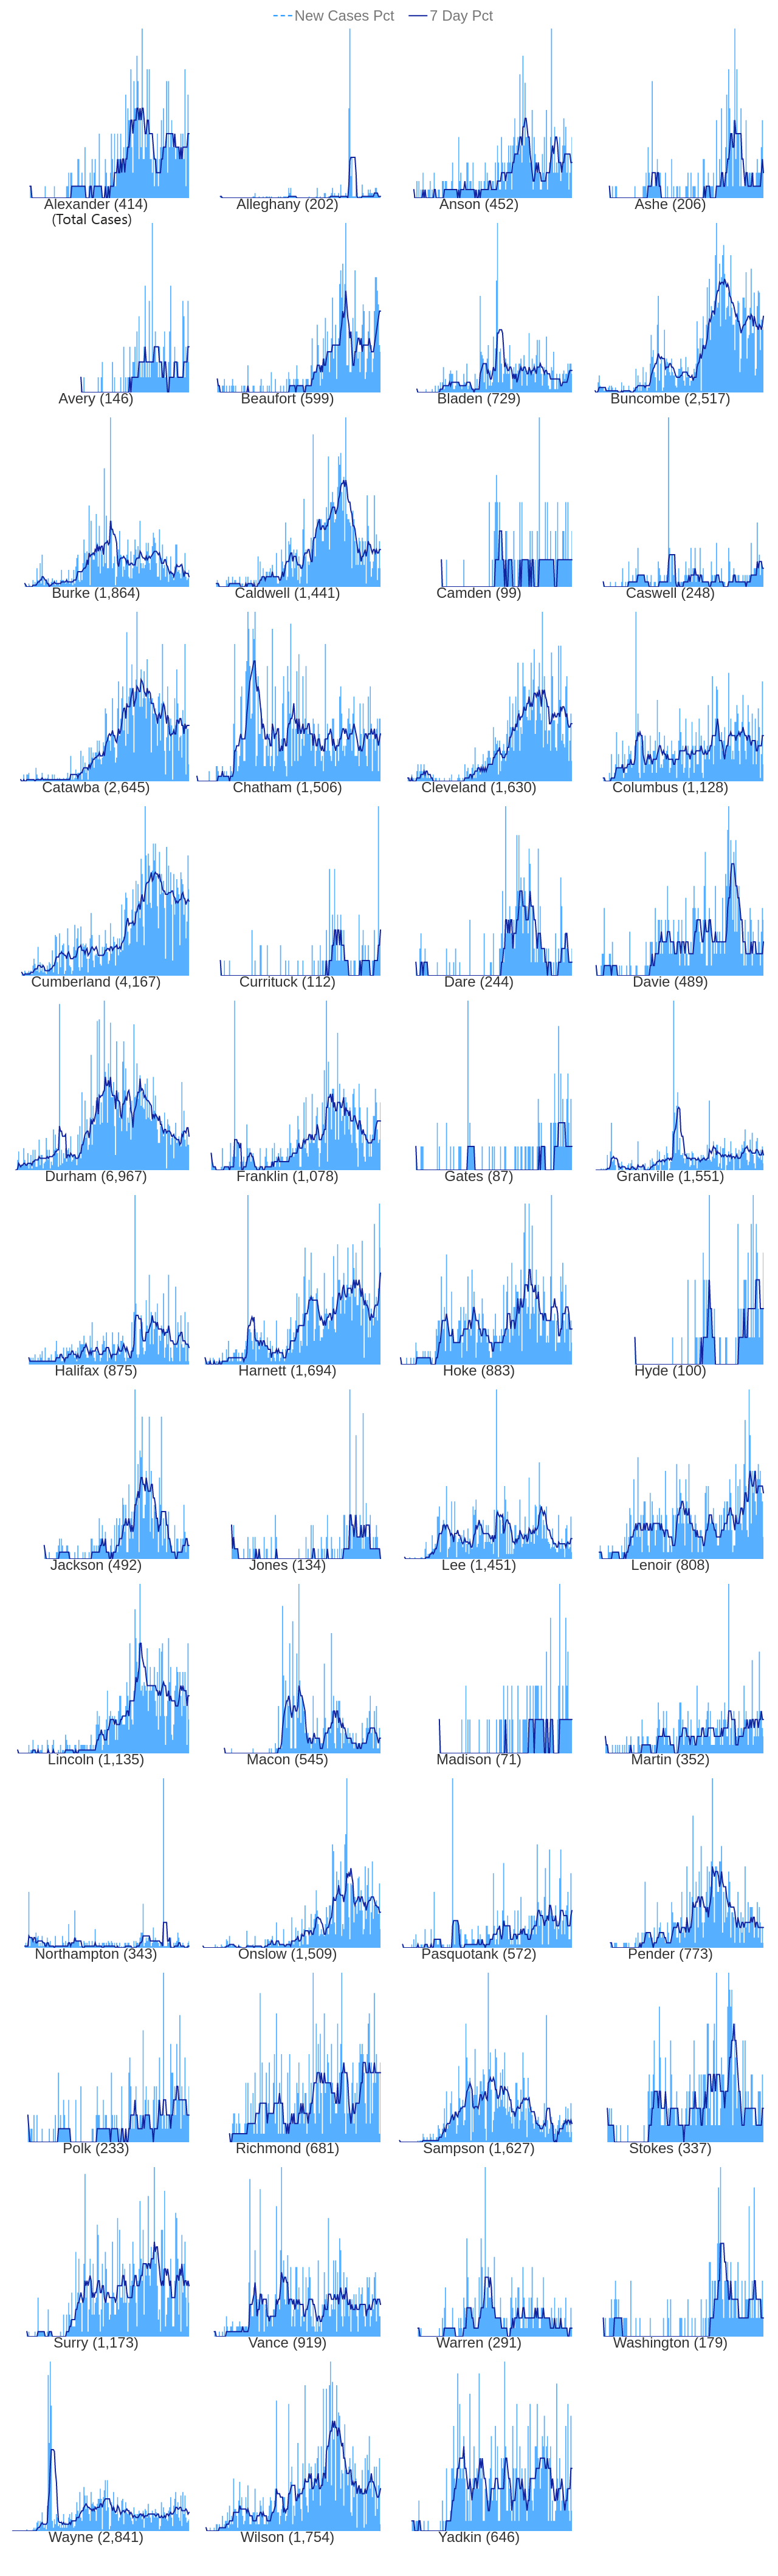 New Cases Pct 7 Day Pct
Alexander (414) Alleghany (202) Anson (452) Ashe (206)
(Total Cases)
Avery (146) Beaufort (599) Bladen (729) Buncombe (2,517)
Burke (1,864) Caldwell (1,441) Camden (99) Caswell (248)
Catawba (2,645) Chatham (1,506) Cleveland (1,630) Columbus (1,128)
Cumberland (4,167) Currituck (112) Dare (244) Davie (489)
Durham (6,967) Franklin (1,078) Gates (87) Granville (1,551)
Halifax (875) Harnett (1,694) Hoke (883) Hyde (100)
Jackson (492) Jones (134) Lee (1,451) Lenoir (808)
Lincoln (1,135) Macon (545) Madison (71) Martin (352)
Northampton (343) Onslow (1,509) Pasquotank (572) Pender (773)
Polk (233) Richmond (681) Sampson (1,627) Stokes (337)
Surry (1,173) Vance (919) Warren (291) Washington (179)
Wayne (2,841) Wilson (1,754) Yadkin (646)